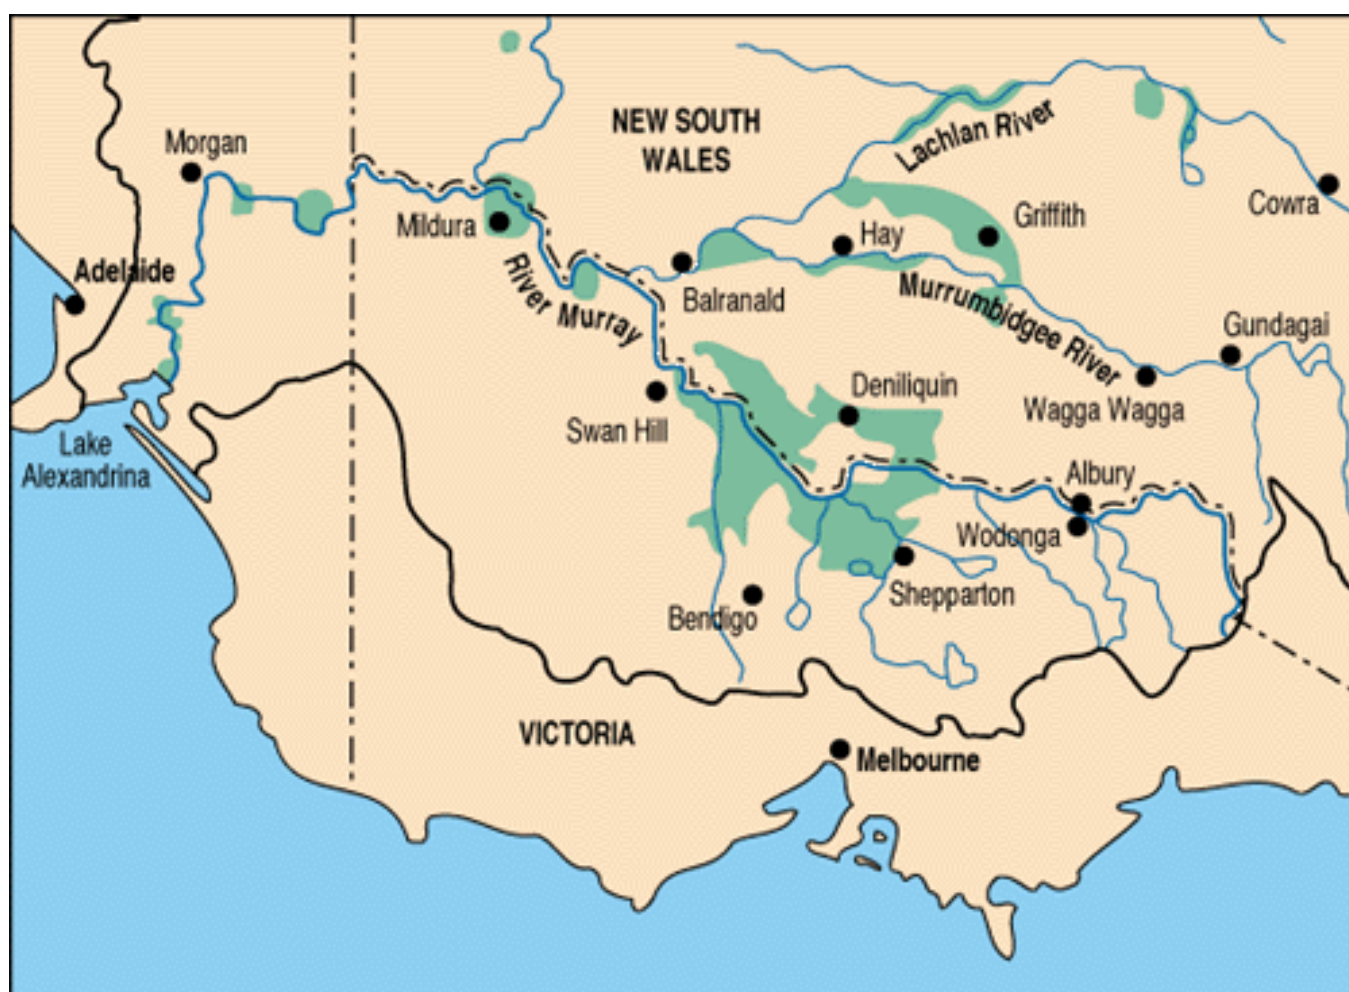 NEW SOUTH
WALES
Lachlan River
Morgan
Cowra
Griffith
Mildura
Hay
Adelaide
River Murray
Balranald
Murrumbidgee River
Gundagai
Deniliquin
Wagga Wagga
Swan Hill
Lake
Alexandrina
Albury
Wodonga
Shepparton
Bendigo
VICTORIA
Melbourne